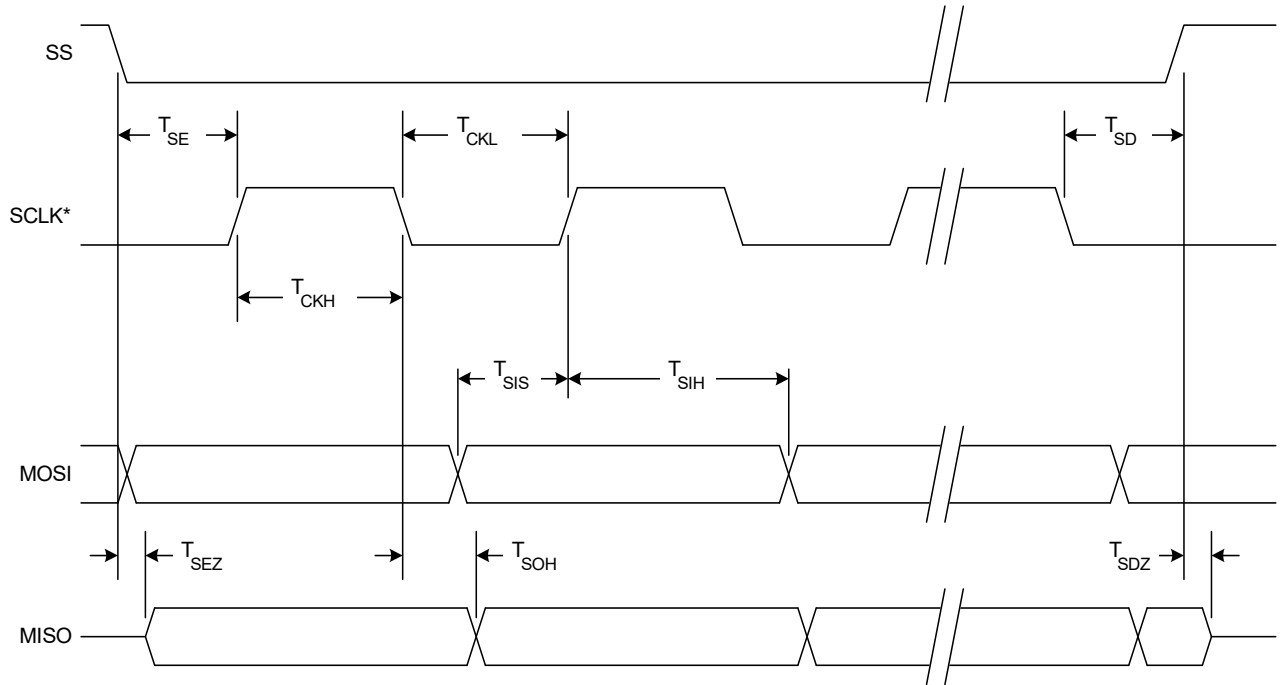 SS
TSE
TCKL
TSD
SCLK*
TCKH
TSIS
TSIH
MOSI
TSEZ
TSOH
TSDZ
MISO